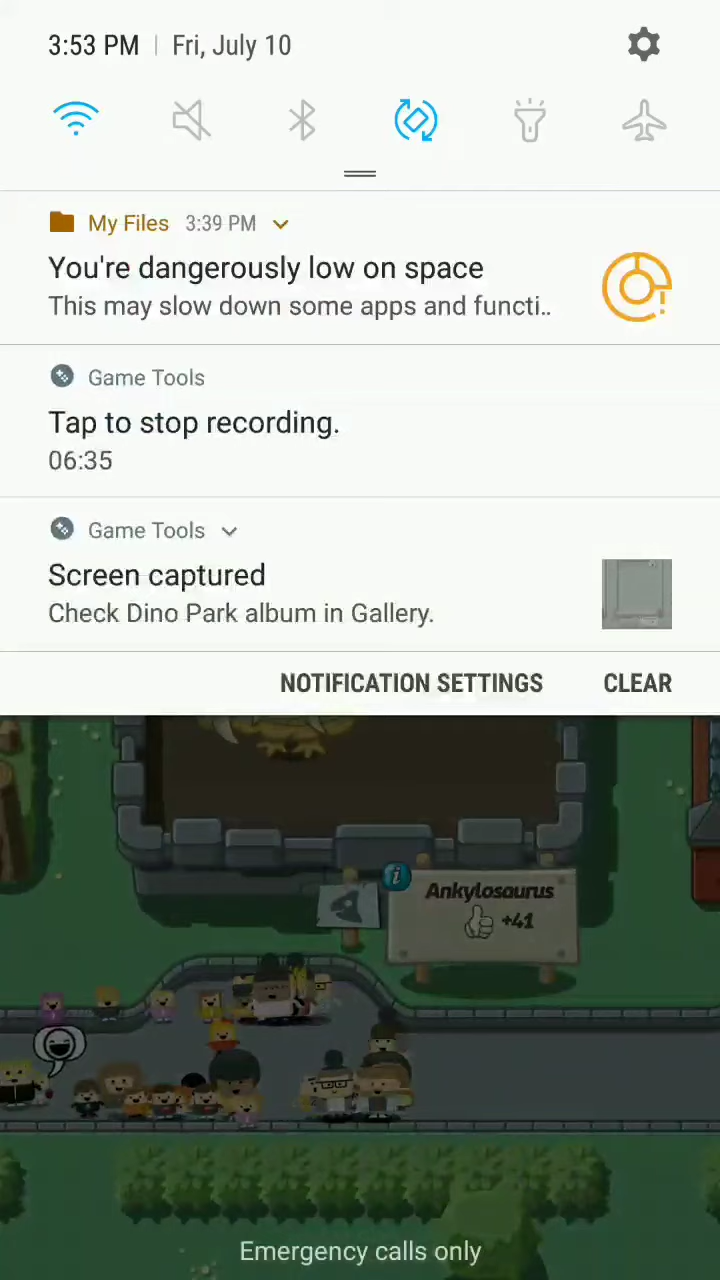 3:53 PM | Fri, July 10
My Files 3:39 PM
You're dangerously low on space
This may slow down some apps and functi..
Game Tools
Tap to stop recording.
06:35
Game Tools
Screen captured
Check Dino Park album in Gallery.
NOTIFICATION SETTINGS CLEAR
i
Ankylosaurus
+41
Emergency calls only